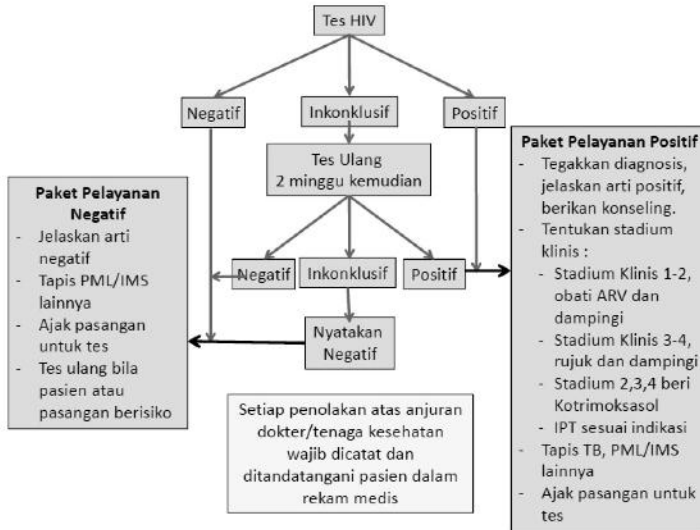 Tes HIV
Negatif
Inkonklusif
Positif
Tes Ulang
2 minggu kemudian
Negatif
Inkonklusif
Positif
Nyatakan
Negatif
Paket Pelayanan
Negatif
- Jelaskan arti
negatif
- Tapis PML/IMS
lainnya
- Ajak pasangan
untuk tes
- Tes ulang bila
pasien atau
pasangan berisiko
Setiap penolakan atas anjuran
dokter/tenaga kesehatan
wajib dicatat dan
ditandatangani pasien dalam
rekam medis
Paket Pelayanan Positif
- Tegakkan diagnosis,
jelaskan arti positif,
berikan konseling.
- Tentukan stadium
klinis :
- Stadium Klinis 1-2,
obati ARV dan
dampingi
- Stadium Klinis 3-4,
rujuk dan dampingi
- Stadium 2,3,4 beri
Kotrimoksasol
- IPT sesuai indikasi
- Tapis TB, PML/IMS
lainnya
- Ajak pasangan untuk
tes